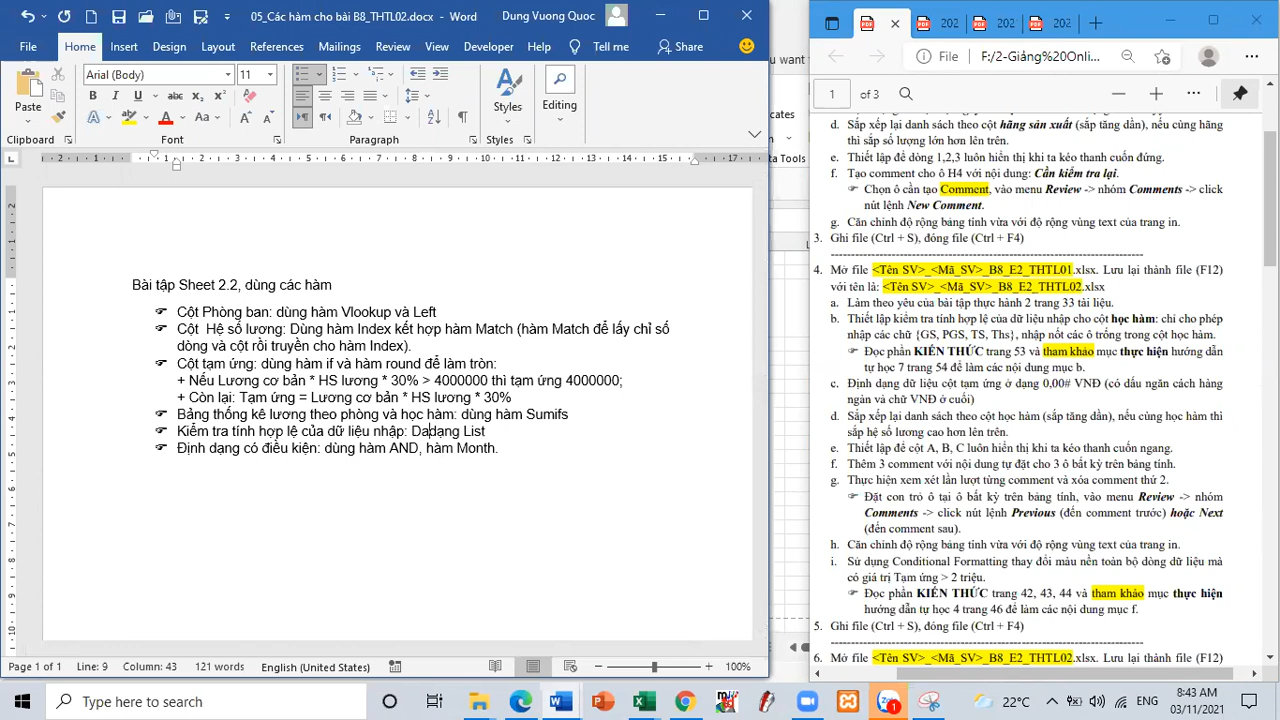 05_Các hàm cơ bản B8_THTL02.docx - Word
Dung Vuong Quoc
File Home Insert Design Layout References Mailings Review View Developer Help Tell me Share
Arial (Body) 11
Paste Styles Editing
Clipboard Font Paragraph Styles
Bài tập Sheet 2.2, dùng các hàm
Cột Phòng ban: dùng hàm Vlookup và Left
Cột Hệ số lương: Dùng hàm Index kết hợp hàm Match (hàm Match để lấy chỉ số
dòng và cột rồi truyền cho hàm Index).
Cột tạm ứng: dùng hàm if và hàm round để làm tròn:
+ Nếu Lương cơ bản * HS lương * 30% > 4000000 thì tạm ứng 4000000;
+ Còn lại: Tạm ứng = Lương cơ bản * HS lương * 30%
Bảng thống kê lương theo phòng và học hàm: dùng hàm Sumifs
Kiểm tra tính hợp lệ của dữ liệu nhập: Dadạng List
Định dạng có điều kiện: dùng hàm AND, hàm Month.
Page 1 of 1 Line: 9 Column: 43 121 words English (United States) 100%
you want
cates
ta Tools
202 202 202
File F:/2-Giảng%20Onli...
1 of 3
d. Sắp xếp lại danh sách theo cột hãng sản xuất (sắp tăng dần), nếu cùng hãng
thì sắp số lượng lớn hơn lên trên.
e. Thiết lập để dòng 1,2,3 luôn hiển thị khi ta kéo thanh cuốn đứng.
f. Tạo comment cho ô H4 với nội dung: Cần kiểm tra lại.
Chọn ô cần tạo Comment, vào menu Review -> nhóm Comments -> click
nút lệnh New Comment.
g. Căn chỉnh độ rộng bảng tính vừa với độ rộng vùng text của trang in.
3. Ghi file (Ctrl + S), đóng file (Ctrl + F4)
4. Mở file <Tên SV>_<Mã_SV>_B8_E2_THTL01.xlsx. Lưu lại thành file (F12)
với tên là: <Tên SV>_<Mã_SV>_B8_E2_THTL02.xlsx
a. Làm theo yêu của bài tập thực hành 2 trang 33 tài liệu.
b. Thiết lập kiểm tra tính hợp lệ của dữ liệu nhập cho cột học hàm: chỉ cho phép
nhập các chữ {GS, PGS, TS, Ths}, nhập nốt các ô trống trong cột học hàm.
Đọc phần KIẾN THỨC trang 53 và tham khảo mục thực hiện hướng dẫn
tự học 7 trang 54 để làm các nội dung mục b.
c. Định dạng dữ liệu cột tạm ứng ở dạng 0,00# VNĐ (có dấu ngăn cách hàng
ngàn và chữ VNĐ ở cuối)
d. Sắp xếp lại danh sách theo cột học hàm (sắp tăng dần), nếu cùng học hàm thì
sắp hệ số lương cao hơn lên trên.
e. Thiết lập để cột A, B, C luôn hiển thị khi ta kéo thanh cuốn ngang.
f. Thêm 3 comment với nội dung tự đặt cho 3 ô bất kỳ trên bảng tính.
g. Thực hiện xem xét lần lượt từng comment và xóa comment thứ 2.
Đặt con trỏ ô tại ô bất kỳ trên bảng tính, vào menu Review -> nhóm
Comments -> click nút lệnh Previous (đến comment trước) hoặc Next
(đến comment sau).
h. Căn chỉnh độ rộng bảng tính vừa với độ rộng vùng text của trang in.
i. Sử dụng Conditional Formatting thay đổi màu nền toàn bộ dòng dữ liệu mà
có giá trị Tạm ứng > 2 triệu.
Đọc phần KIẾN THỨC trang 42, 43, 44 và tham khảo mục thực hiện
hướng dẫn tự học 4 trang 46 để làm các nội dung mục f.
5. Ghi file (Ctrl + S), đóng file (Ctrl + F4)
6. Mở file <Tên SV>_<Mã_SV>_B8_E2_THTL02.xlsx. Lưu lại thành file (F12)
Type here to search
22°C ENG
8:43 AM
03/11/2021